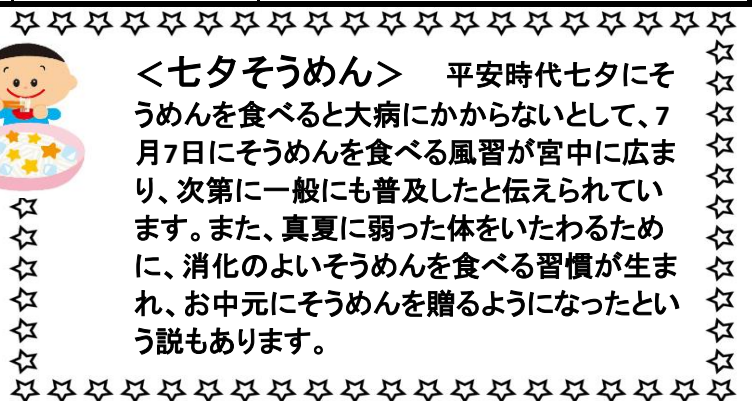 ＜七夕そうめん＞　平安時代七夕にそ
うめんを食べると大病にかからないとして、7
月7日にそうめんを食べる風習が宮中に広ま
り、次第に一般にも普及したと伝えられてい
ます。また、真夏に弱った体をいたわるため
に、消化のよいそうめんを食べる習慣が生ま
れ、お中元にそうめんを贈るようになったとい
う説もあります。